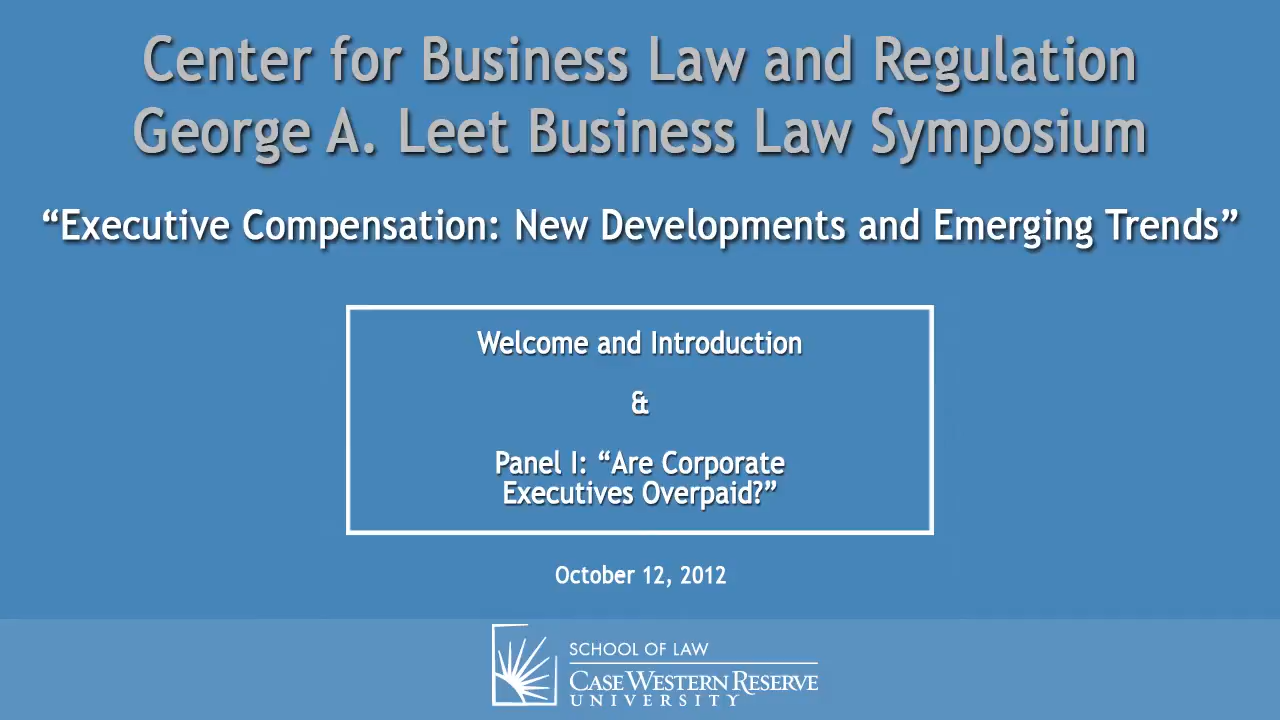 Center for Business Law and Regulation
George A. Leet Business Law Symposium
“Executive Compensation: New Developments and Emerging Trends”
Welcome and Introduction
&
Panel I: “Are Corporate
Executives Overpaid?”
October 12, 2012
SCHOOL OF LAW
CASE WESTERN RESERVE
UNIVERSITY